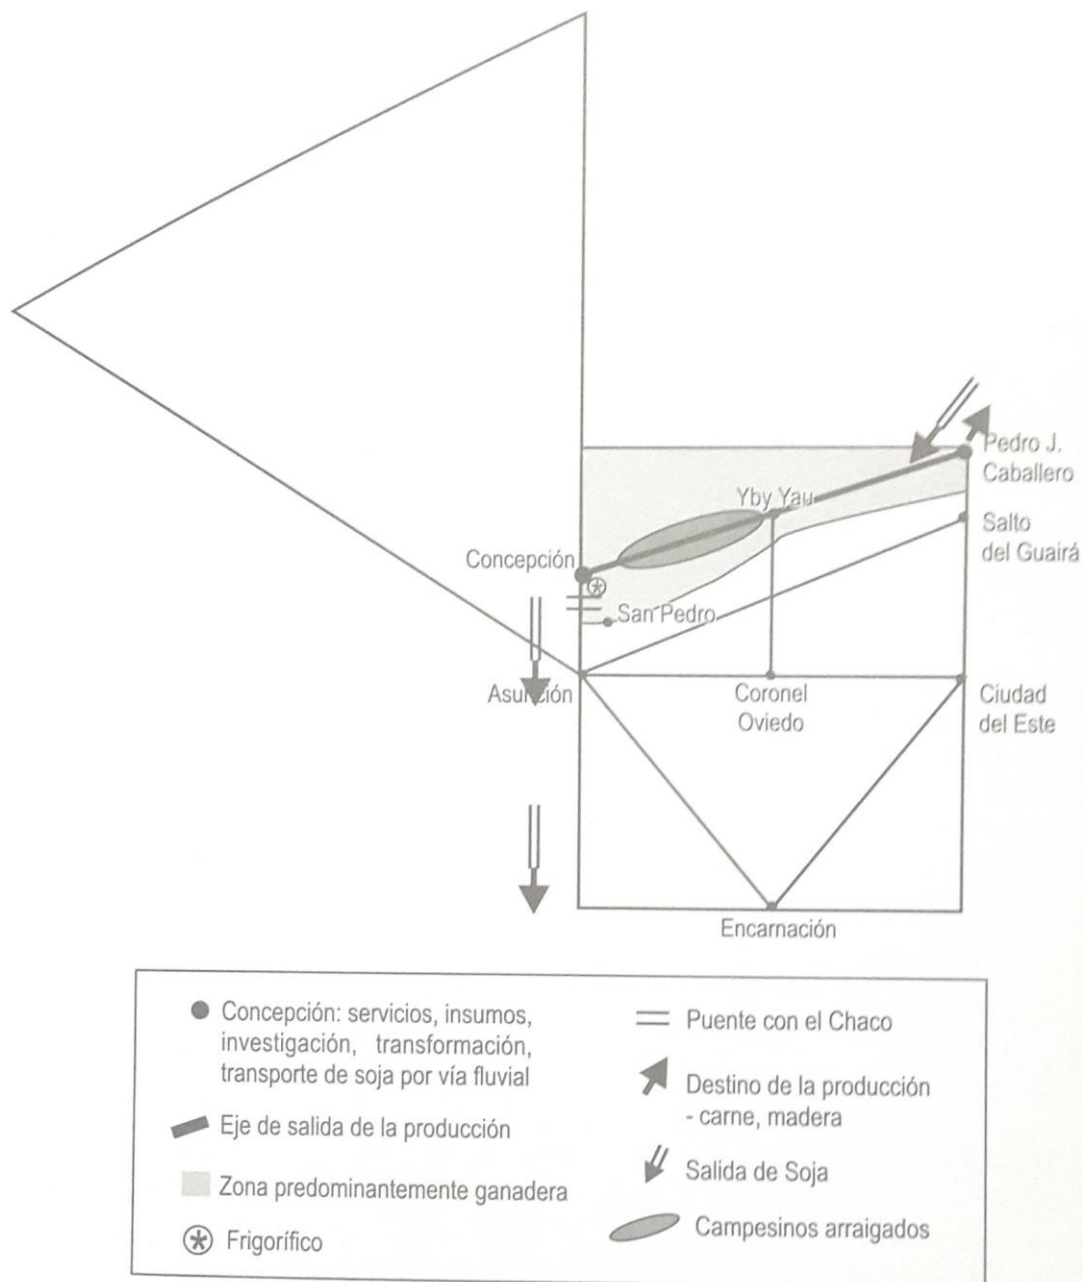 Pedro J.
Caballero
Yby Yau
Salto
del Guairá
Concepción
San Pedro
Asunción
Coronel
Oviedo
Ciudad
del Este
Encarnación
Concepción: servicios, insumos,
investigación, transformación,
transporte de soja por vía fluvial
Eje de salida de la producción
Zona predominantemente ganadera
Frigorífico
Puente con el Chaco
Destino de la producción
- carne, madera
Salida de Soja
Campesinos arraigados